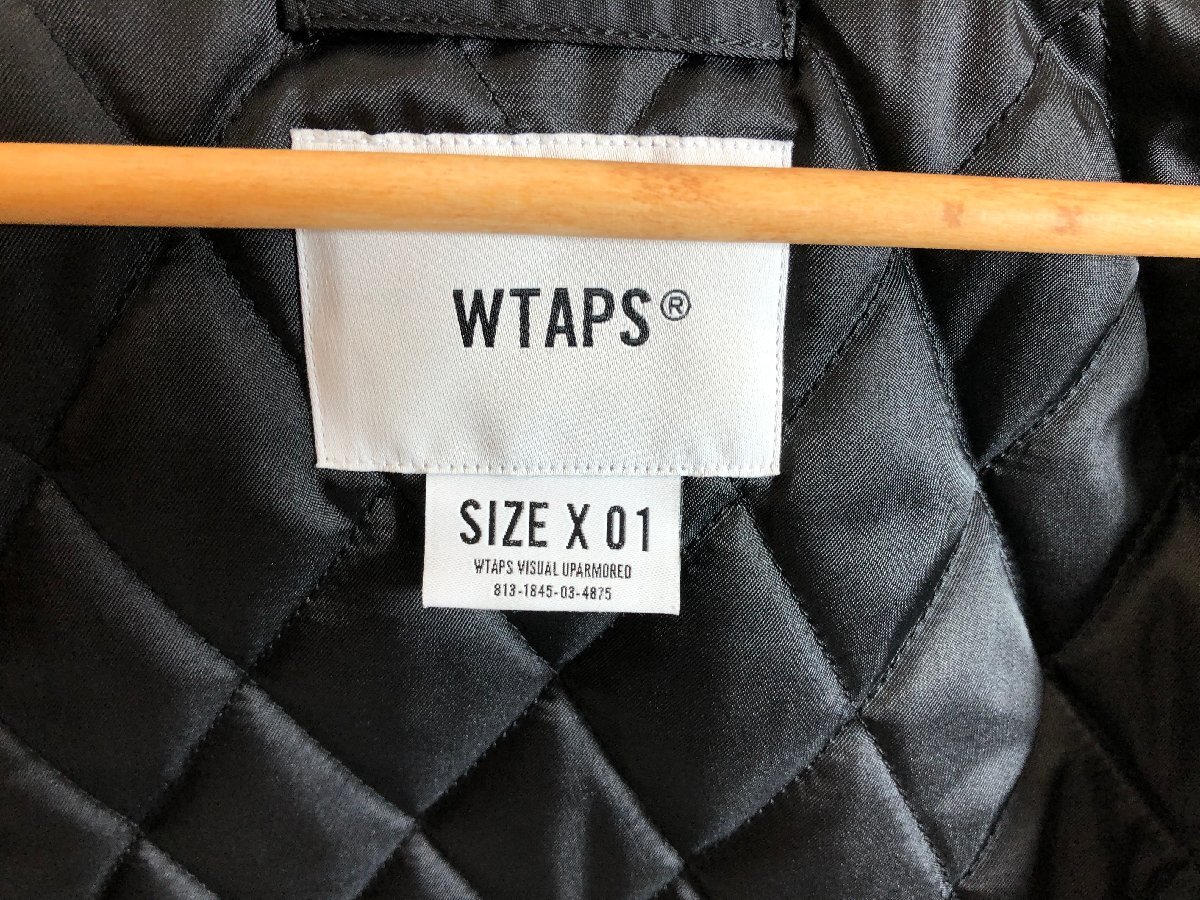 WTAPS®
SIZE X 01
WTAPS VISUAL UPARMORED
813-1845-03-4875